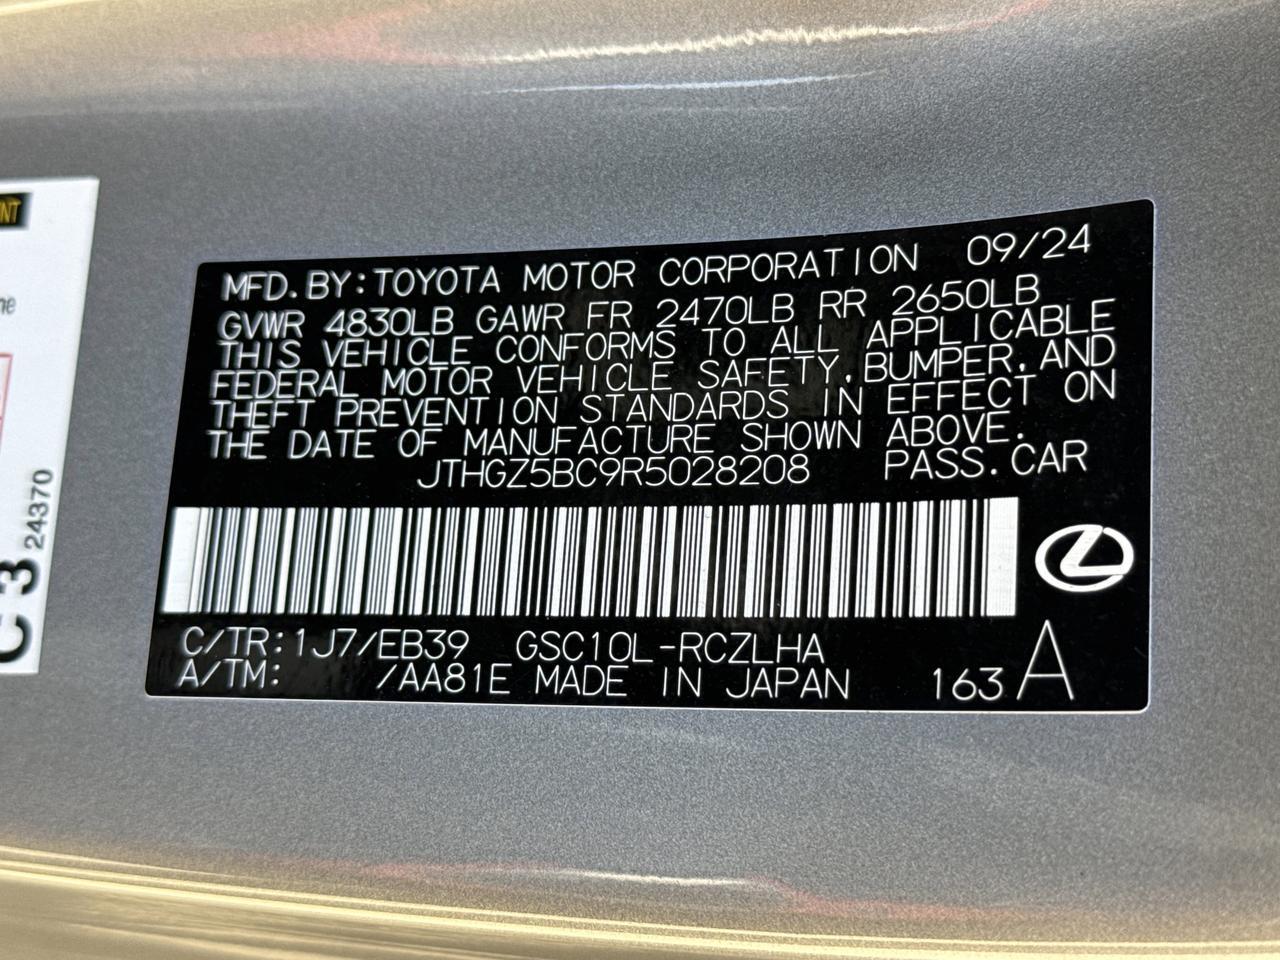 NT
ne
C3
24370
MFD. BY: TOYOTA MOTOR CORPORATION 09/24
GVWR 4830LB GAWR FR 2470LB RR 2650LB
THIS VEHICLE CONFORMS TO ALL APPLICABLE
FEDERAL MOTOR VEHICLE SAFETY, BUMPER, AND
THEFT PREVENTION STANDARDS IN EFFECT ON
THE DATE OF MANUFACTURE SHOWN ABOVE.
JTHGZ5BC9R5028208 PASS. CAR
C/TR: 1J7/EB39 GSC10L-RCZLHA
A/TM: /AA81E MADE IN JAPAN 163 A